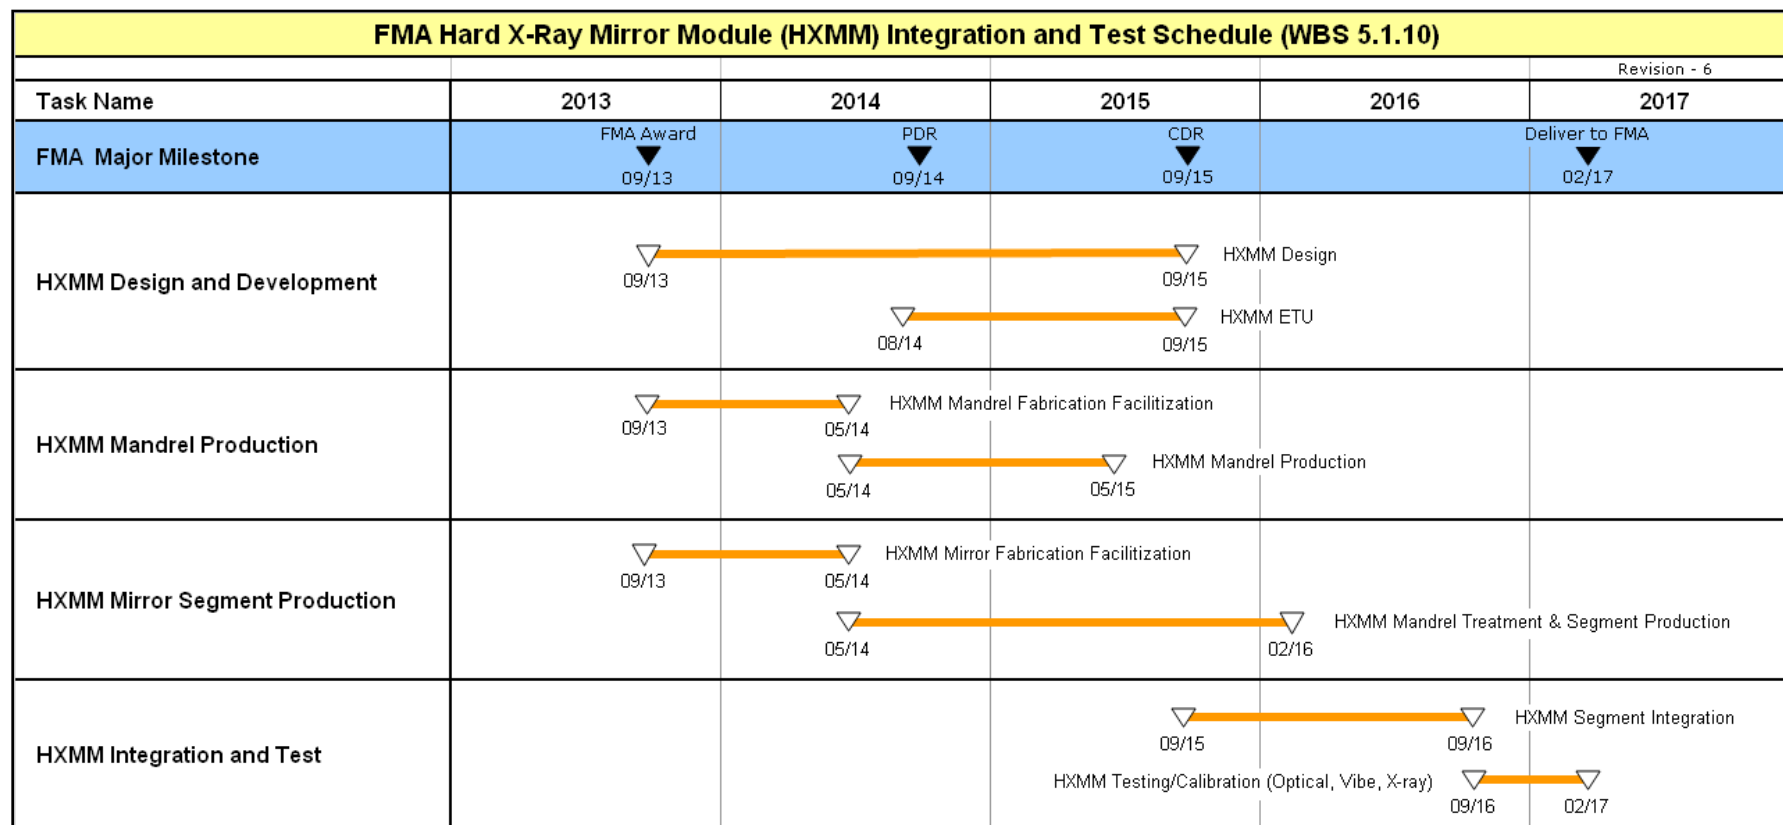 FMA Hard X-Ray Mirror Module (HXMM) Integration and Test Schedule (WBS 5.1.10)
Revision - 6
Task Name 2013 2014 2015 2016 2017
FMA Award PDR CDR Deliver to FMA
FMA Major Milestone
09/13 09/14 09/15 02/17
HXMM Design
09/13 09/15
HXMM Design and Development
HXMM ETU
08/14 09/15
HXMM Mandrel Fabrication Facilitization
09/13 05/14
HXMM Mandrel Production
HXMM Mandrel Production
05/14 05/15
HXMM Mirror Fabrication Facilitization
09/13 05/14
HXMM Mirror Segment Production
HXMM Mandrel Treatment & Segment Production
05/14 02/16
HXMM Segment Integration
09/15 09/16
HXMM Integration and Test
HXMM Testing/Calibration (Optical, Vibe, X-ray)
09/16 02/17